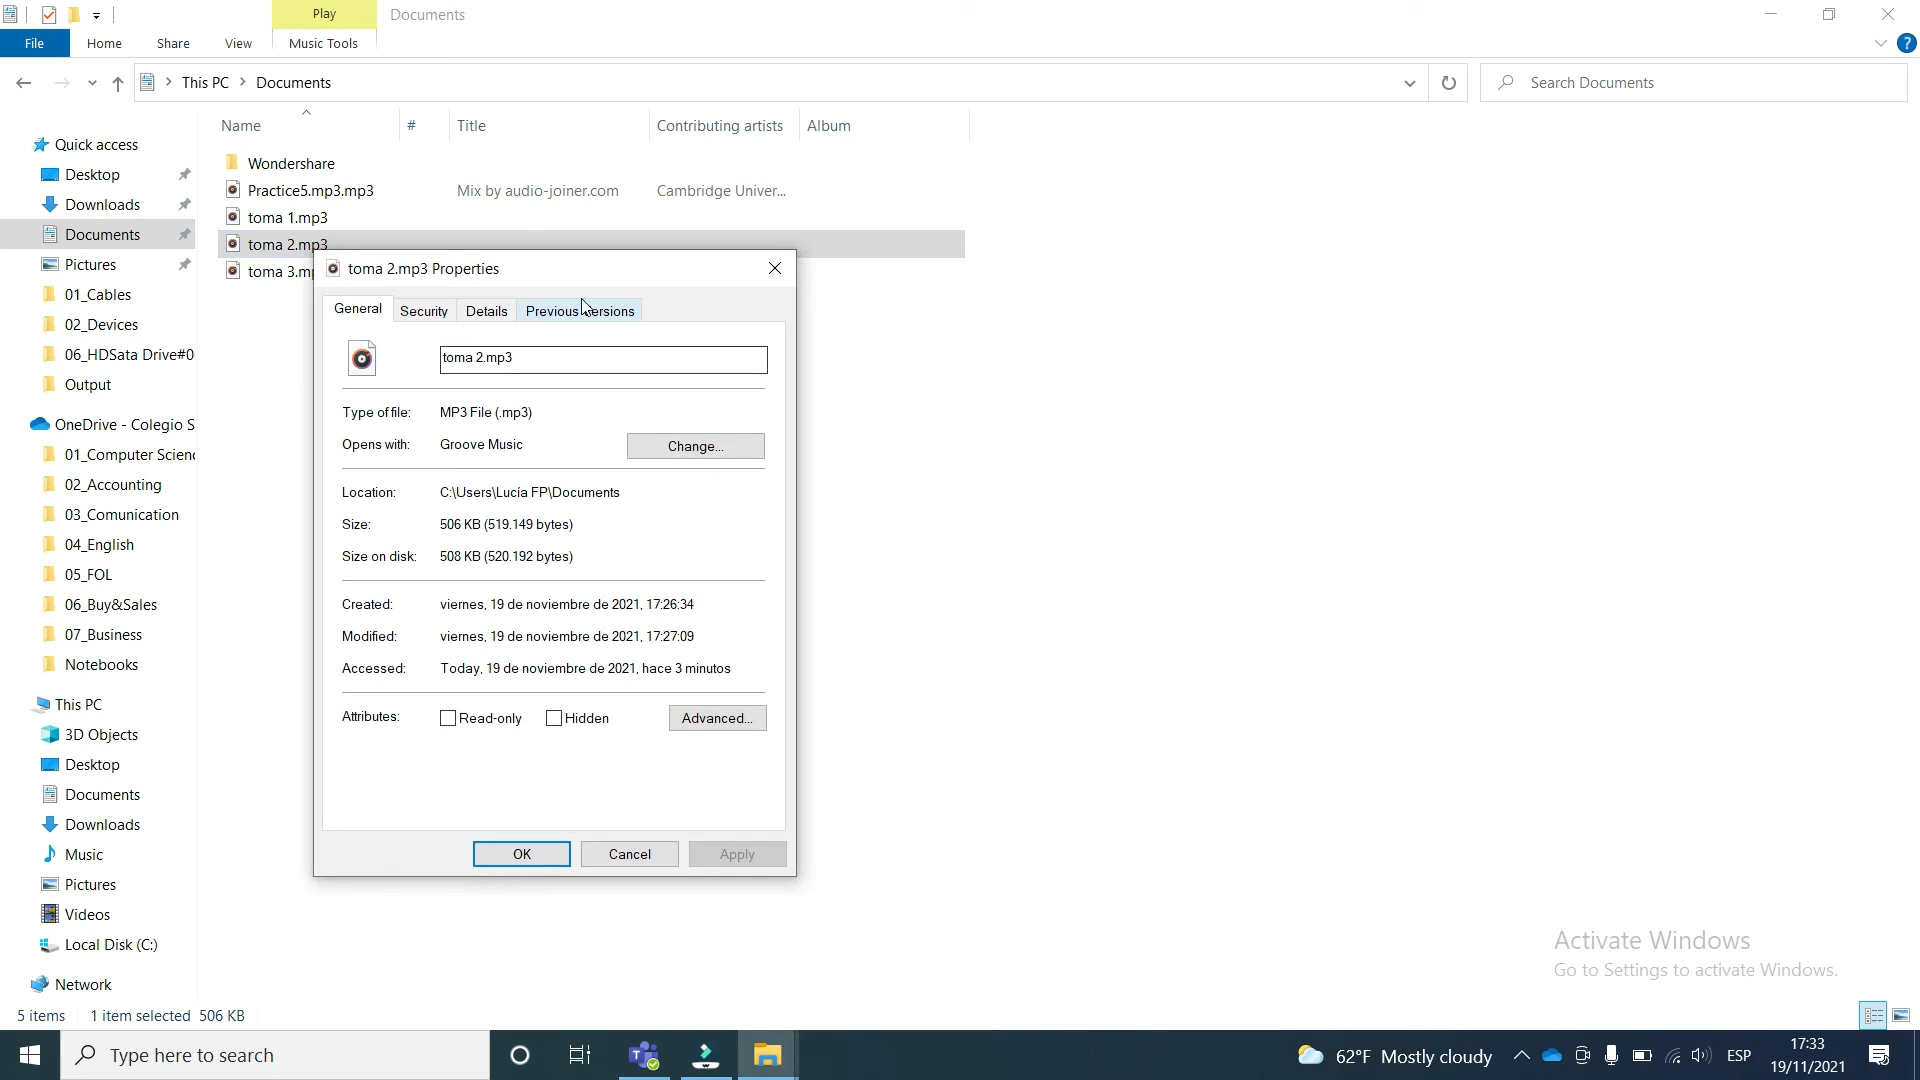 Play
Documents
File
Home
Share
View
Music Tools
This PC
Documents
Search Documents
Name
#
Title
Contributing artists
Album
Quick access
Desktop
Downloads
Documents
Pictures
01_Cables
02_Devices
06_HDSata Drive#0
Output
OneDrive - Colegio S
01_Computer Scien
02_Accounting
03_Comunication
04_English
05_FOL
06_Buy&Sales
07_Business
Notebooks
This PC
3D Objects
Desktop
Documents
Downloads
Music
Pictures
Videos
Local Disk (C:)
Network
Wondershare
Practice5.mp3.mp3
Mix by audio-joiner.com
Cambridge Univer...
toma 1.mp3
toma 2.mp3
toma 3.m
toma 2.mp3 Properties
General
Security
Details
Previous Versions
toma 2.mp3
Type of file: MP3 File (.mp3)
Opens with: Groove Music
Change...
Location: C:\Users\Lucía FP\Documents
Size: 506 KB (519.149 bytes)
Size on disk: 508 KB (520.192 bytes)
Created: viernes, 19 de noviembre de 2021, 17:26:34
Modified: viernes, 19 de noviembre de 2021, 17:27:09
Accessed: Today, 19 de noviembre de 2021, hace 3 minutos
Attributes: Read-only Hidden
Advanced...
OK
Cancel
Apply
Activate Windows
Go to Settings to activate Windows.
5 items 1 item selected 506 KB
Type here to search
62°F Mostly cloudy
ESP
17:33
19/11/2021